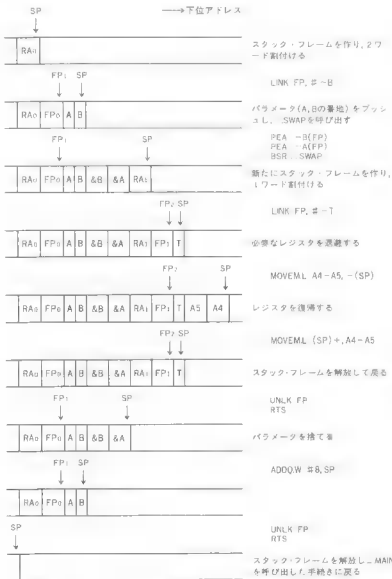 SP
→下位アドレス
RA₀
スタック・フレームを作り,2ワ
ード割付ける
FP₁ SP
LINK FP, #-B
RA₀ FP₀ A B
パラメータ(A,Bの番地)をプッシ
ュし,_SWAPを呼び出す
FP₁ SP
PEA -B(FP)
PEA -A(FP)
BSR _SWAP
RA₀ FP₀ A B &B &A RA₁
新たにスタック・フレームを作り,
1ワード割付ける
FP₂ SP
LINK FP, #-T
RA₀ FP₀ A B &B &A RA₁ FP₁ T
必要なレジスタを退避する
FP₂ SP
MOVEM.L A4-A5, -(SP)
RA₀ FP₀ A B &B &A RA₁ FP₁ T A5 A4
レジスタを復帰する
FP₂ SP
MOVEM.L (SP)+, A4-A5
RA₀ FP₀ A B &B &A RA₁ FP₁ T
スタック・フレームを解放して戻る
FP₁ SP
UNLK FP
RTS
RA₀ FP₀ A B &B &A
パラメータを捨てる
FP₁ SP
ADDQ.W #8, SP
RA₀ FP₀ A B
SP
UNLK FP
RTS
スタック・フレームを解放し_MAIN
を呼び出した手続きに戻る